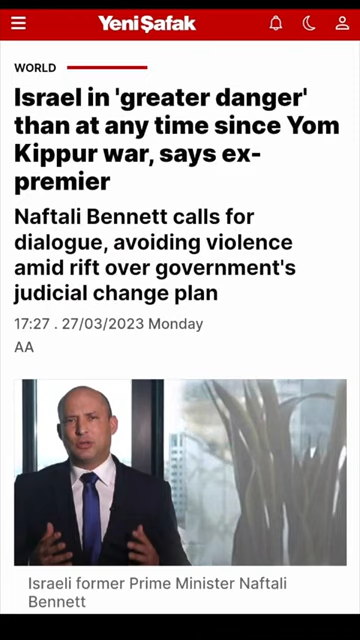 YeniŞafak
WORLD
Israel in 'greater danger'
than at any time since Yom
Kippur war, says ex-
premier
Naftali Bennett calls for
dialogue, avoiding violence
amid rift over government's
judicial change plan
17:27 . 27/03/2023 Monday
AA
Israeli former Prime Minister Naftali
Bennett